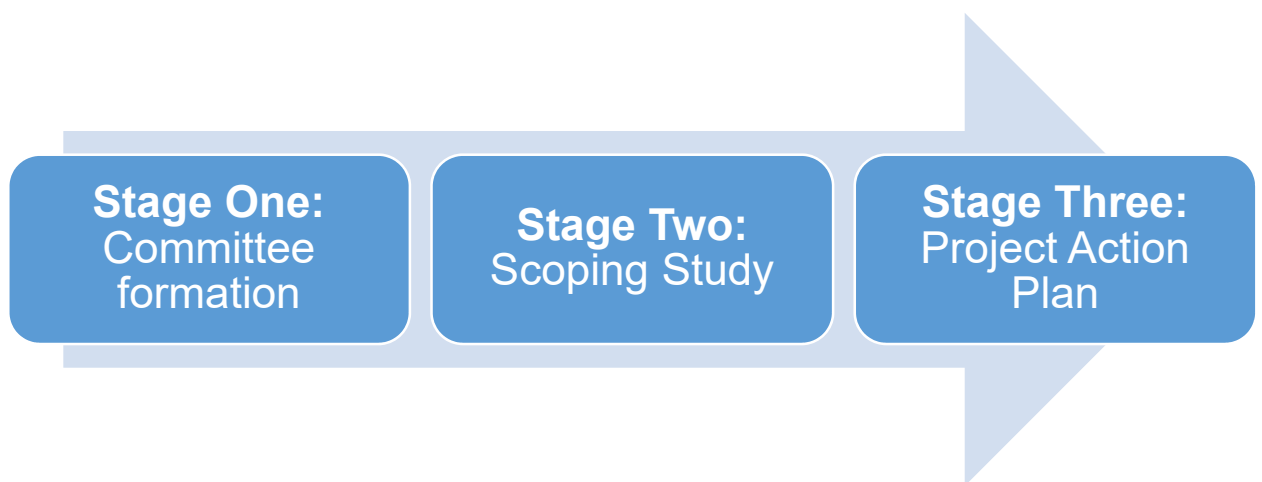 Stage One:
Committee
formation
Stage Two:
Scoping Study
Stage Three:
Project Action
Plan